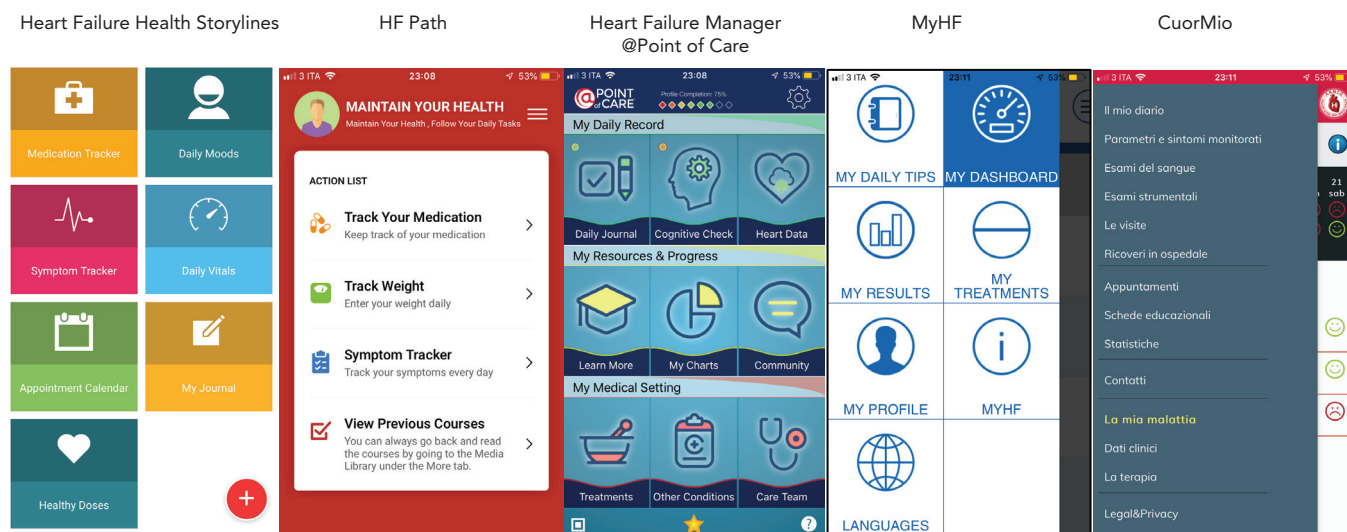 Heart Failure Health Storylines
HF Path
Heart Failure Manager
@Point of Care
MyHF
CuorMio
Medication Tracker
Daily Moods
Symptom Tracker
Daily Vitals
Appointment Calendar
My Journal
Healthy Doses
+
3 ITA
23:08
53%
MAINTAIN YOUR HEALTH
Maintain Your Health , Follow Your Daily Tasks
ACTION LIST
Track Your Medication
Keep track of your medication
Track Weight
Enter your weight daily
Symptom Tracker
Track your symptoms every day
View Previous Courses
You can always go back and read
the courses by going to the Media
Library under the More tab.
3 ITA
23:08
53%
@POINT
of CARE
Profile Completion: 75%
My Daily Record
Daily Journal
Cognitive Check
Heart Data
My Resources & Progress
Learn More
My Charts
Community
My Medical Setting
Treatments
Other Conditions
Care Team
?
3 ITA
23:11
53%
MY DAILY TIPS
MY DASHBOARD
MY RESULTS
MY
TREATMENTS
MY PROFILE
i
MYHF
LANGUAGES
3 ITA
23:11
53%
Il mio diario
Parametri e sintomi monitorati
Esami del sangue
Esami strumentali
Le visite
Ricoveri in ospedale
Appuntamenti
Schede educazionali
Statistiche
Contatti
La mia malattia
Dati clinici
La terapia
Legal&Privacy
i
21
sab